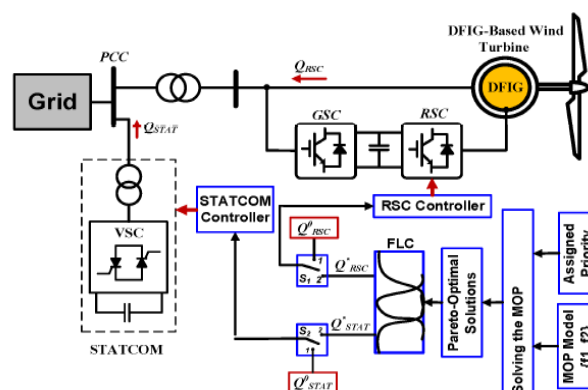 DFIG-Based Wind
Turbine
PCC
Q_RSC
Grid
DFIG
GSC
RSC
Q_STAT
STATCOM
Controller
RSC Controller
VSC
Q^0_RSC
1
S1 2
Q^*_RSC
FLC
Pareto-Optimal
Solutions
Solving the MOP
Assigned
Priority
MOP Model
(f1, f2)
S2 2
1
Q^*_STAT
Q^0_STAT
STATCOM